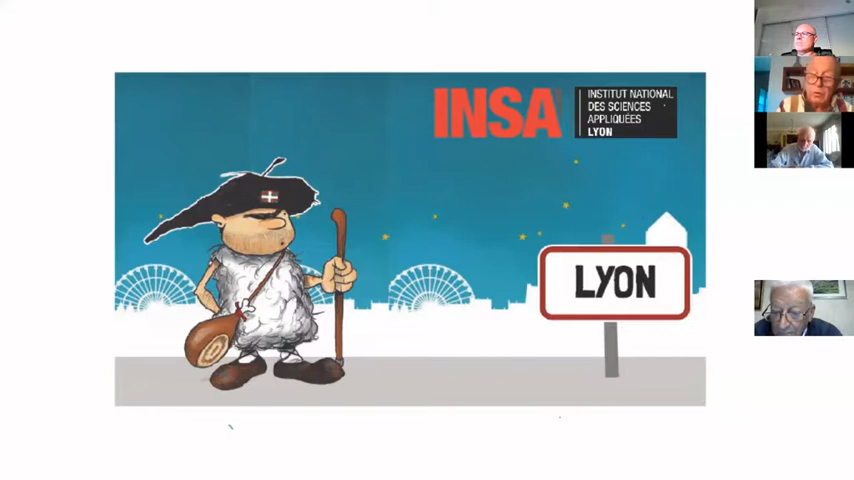 INSA
INSTITUT NATIONAL
DES SCIENCES
APPLIQUÉES
LYON
LYON